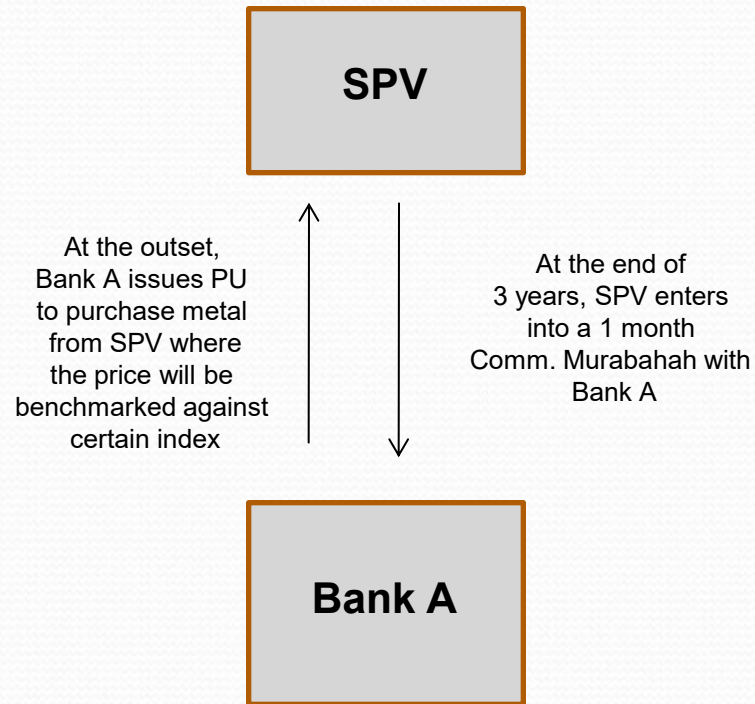 SPV
At the outset,
Bank A issues PU
to purchase metal
from SPV where
the price will be
benchmarked against
certain index
At the end of
3 years, SPV enters
into a 1 month
Comm. Murabahah with
Bank A
Bank A